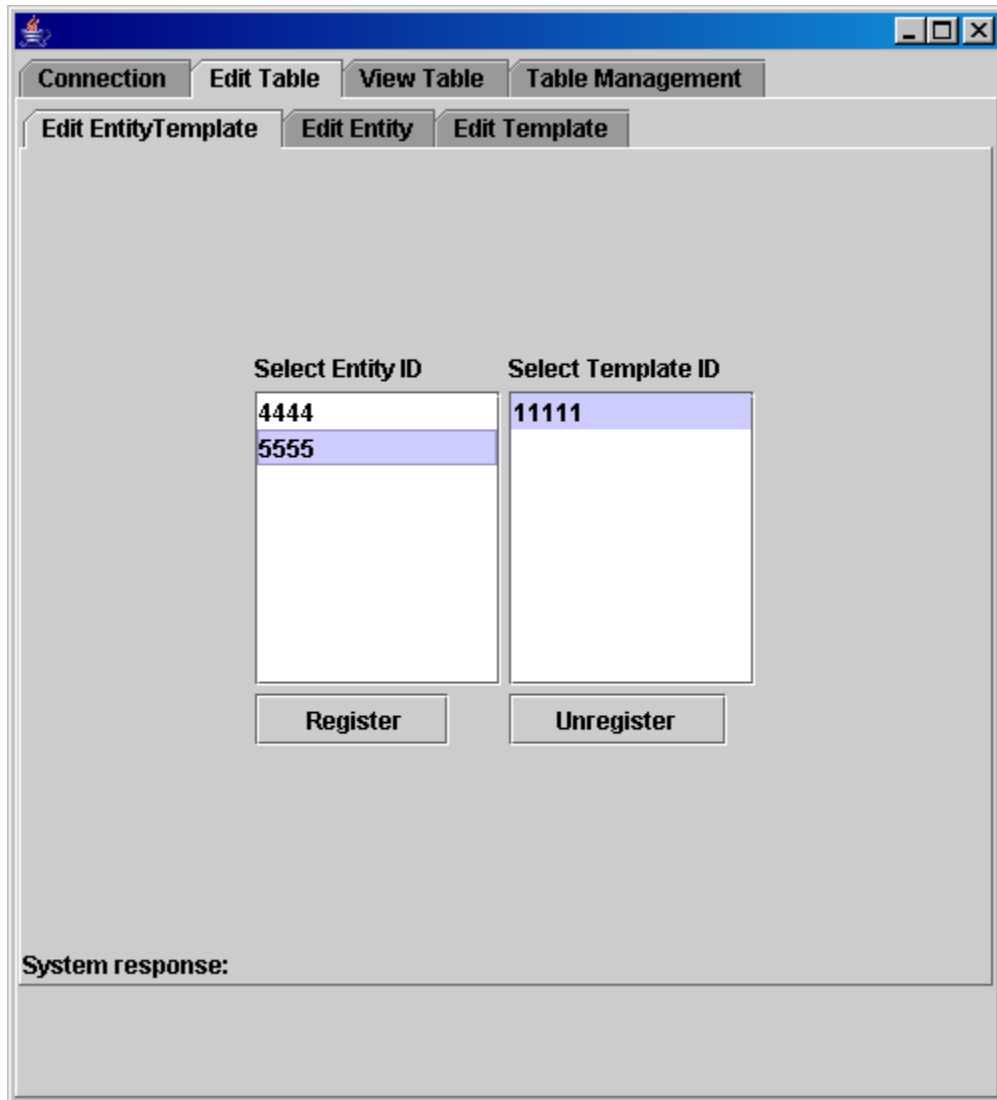 Connection Edit Table View Table Table Management
Edit EntityTemplate Edit Entity Edit Template
Select Entity ID Select Template ID
4444 11111
5555
Register Unregister
System response: